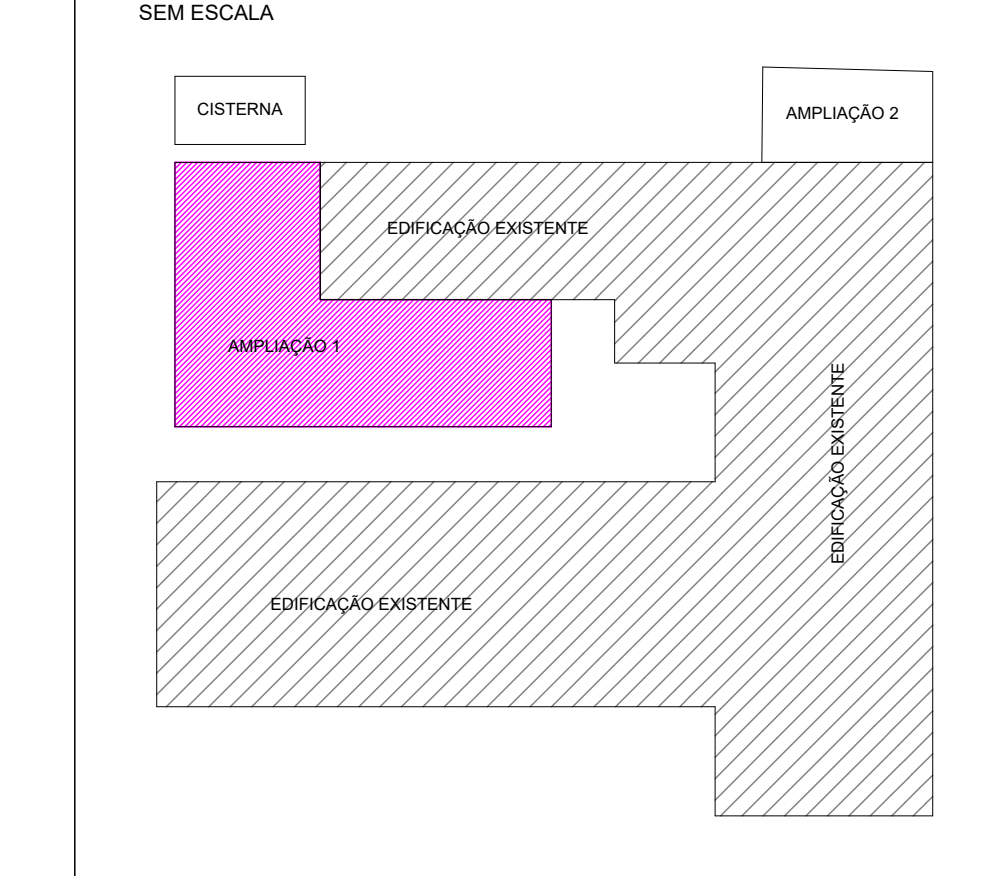 SEM ESCALA
CISTERNA
AMPLIAÇÃO 2
EDIFICAÇÃO EXISTENTE
AMPLIAÇÃO 1
EDIFICAÇÃO EXISTENTE
EDIFICAÇÃO EXISTENTE